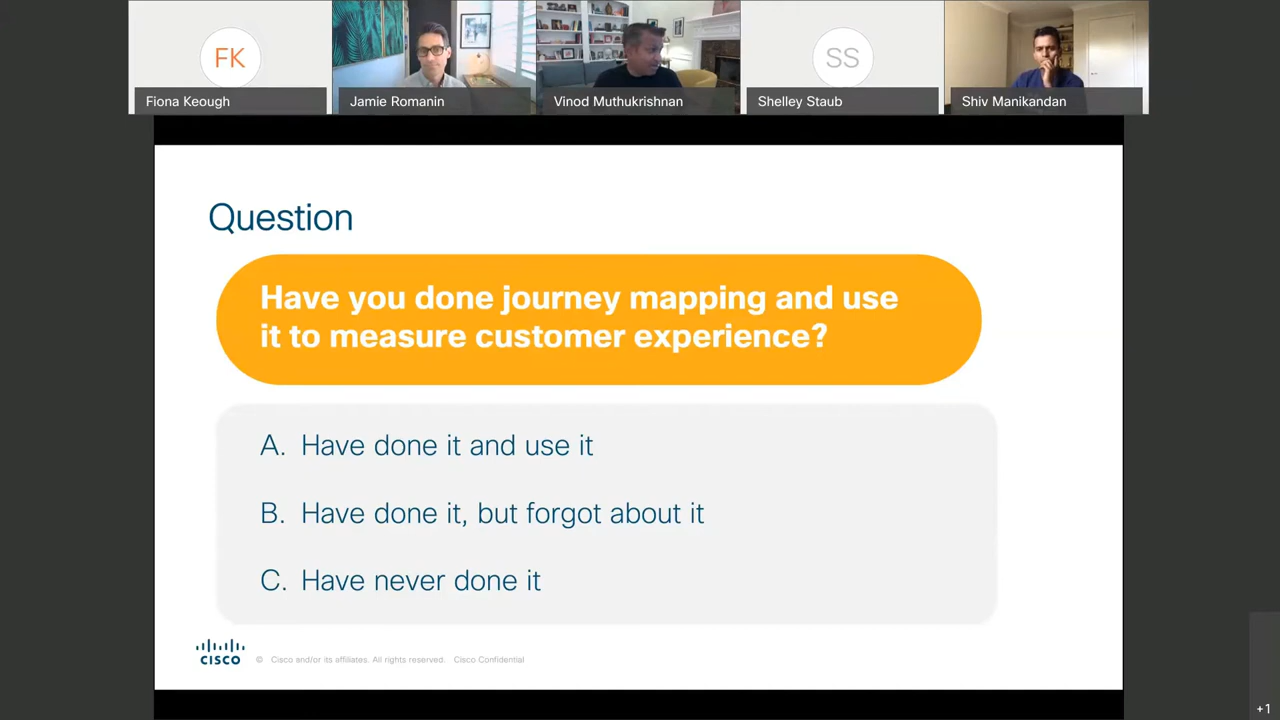 FK
SS
Fiona Keough
Jamie Romanin
Vinod Muthukrishnan
Shelley Staub
Shiv Manikandan
Question
Have you done journey mapping and use
it to measure customer experience?
A. Have done it and use it
B. Have done it, but forgot about it
C. Have never done it
CISCO
© Cisco and/or its affiliates. All rights reserved. Cisco Confidential
+1